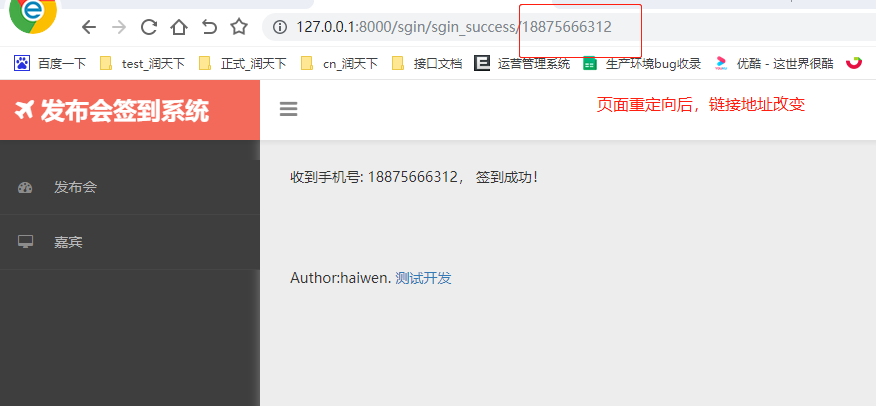 127.0.0.1:8000/sgin/sgin_success/18875666312
百度一下 test_润天下 正式_润天下 cn_润天下 接口文档 运营管理系统 生产环境bug收录 优酷 - 这世界很酷
发布会签到系统
页面重定向后，链接地址改变
收到手机号: 18875666312， 签到成功！
发布会
嘉宾
Author:haiwen. 测试开发